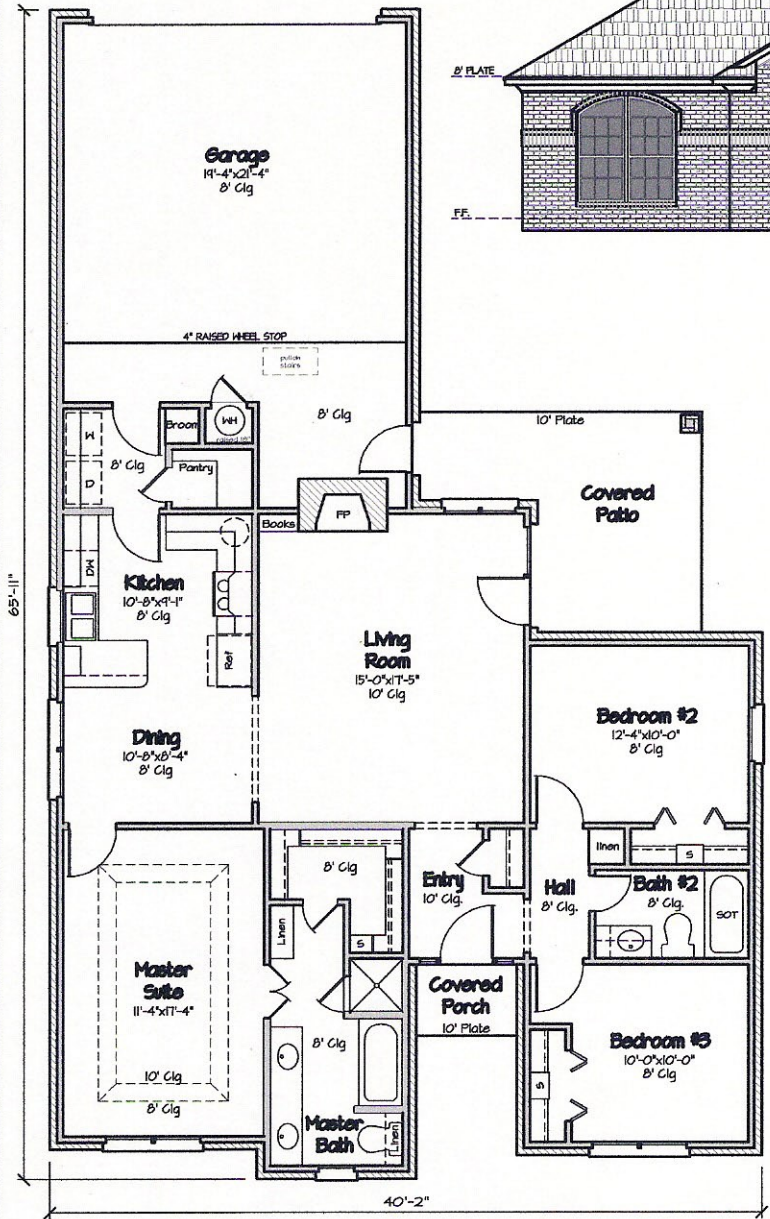 8' PLATE
F.F.
Garage
19'-4"x21'-4"
8' Clg
4" RAISED WHEEL STOP
pulldn
stairs
8' Clg
W
D
8' Clg
Broom
WH
raised 18"
Pantry
10' Plate
Covered
Patio
Books
FP
65'-11"
DW
Kitchen
10'-8"x9'-1"
8' Clg
Ref
Living
Room
15'-0"x17'-5"
10' Clg
Dining
10'-8"x8'-4"
8' Clg
Bedroom #2
12'-4"x10'-0"
8' Clg
linen
S
8' Clg
Entry
10' Clg.
Hall
8' Clg.
Bath #2
8' Clg.
SOT
Linen
S
Master
Suite
11'-4"x17'-4"
10' Clg
8' Clg
Covered
Porch
10' Plate
8' Clg
Bedroom #3
10'-0"x10'-0"
8' Clg
S
Master
Bath
Linen
40'-2"